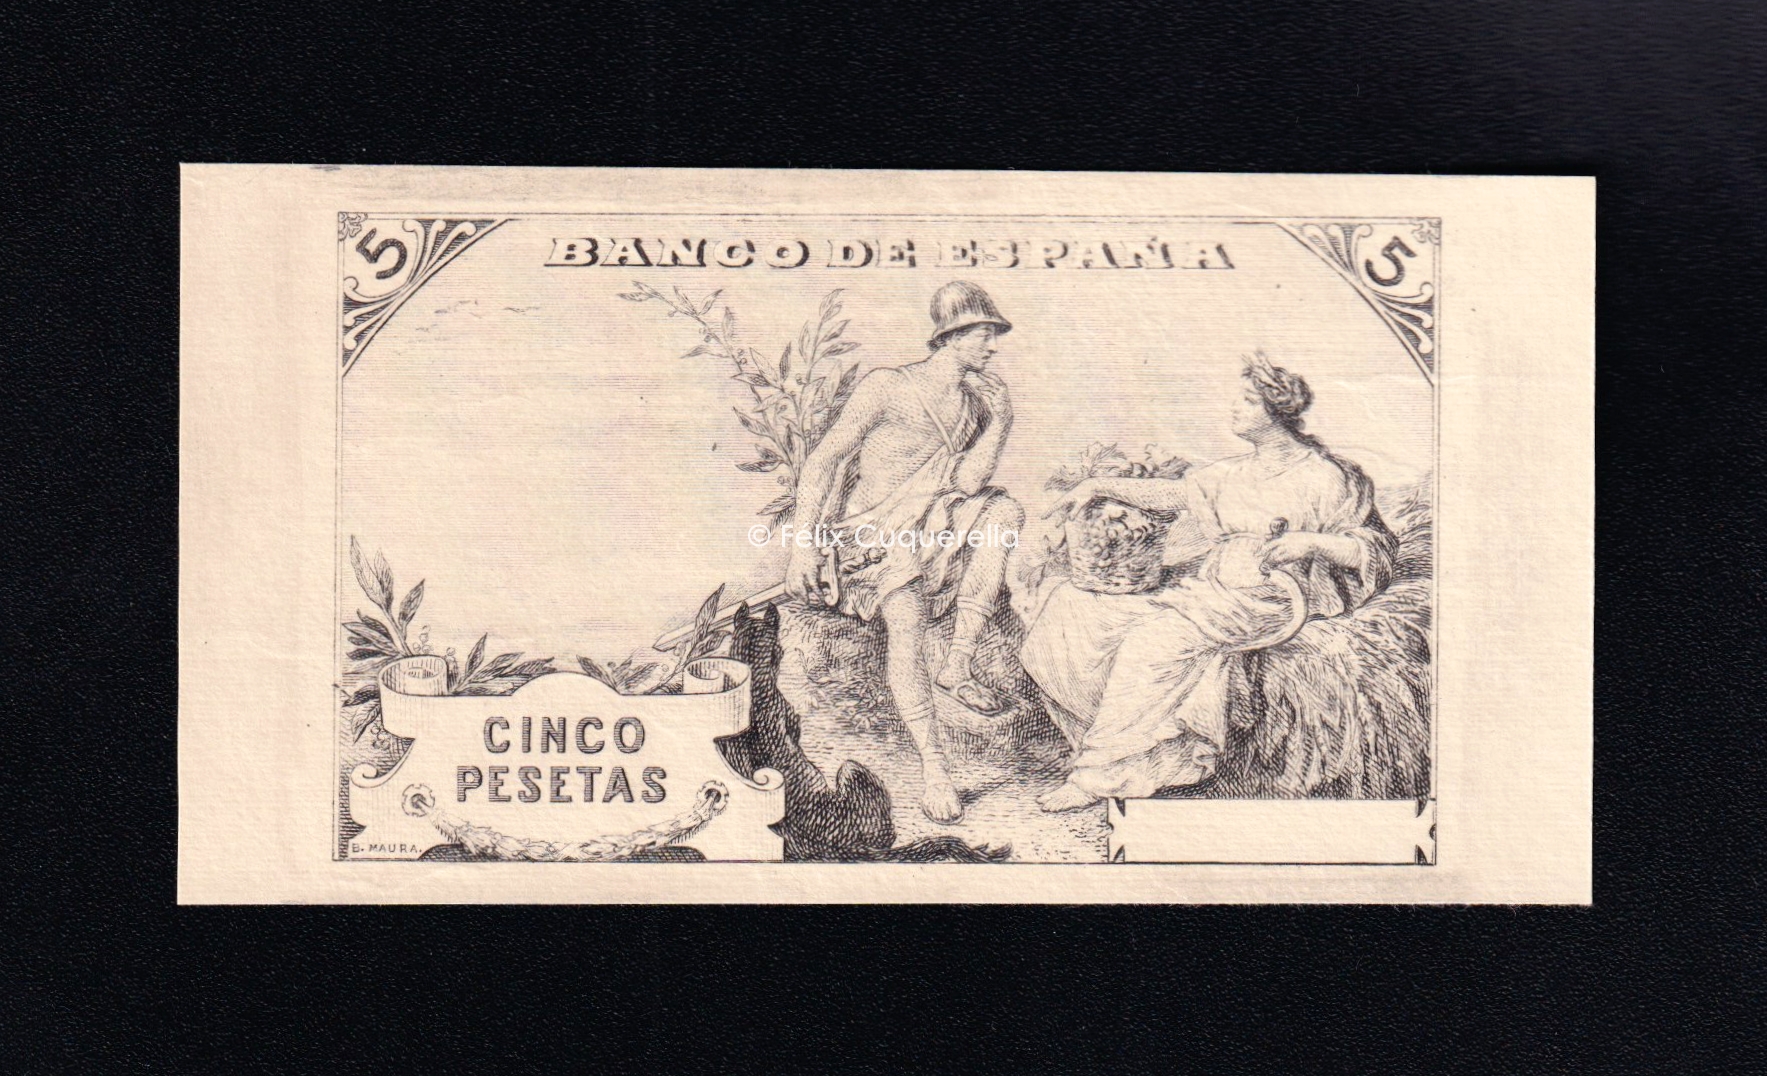 5 BANCO DE ESPAÑA 5
© Félix Cuquerella
CINCO
PESETAS
B. MAURA.